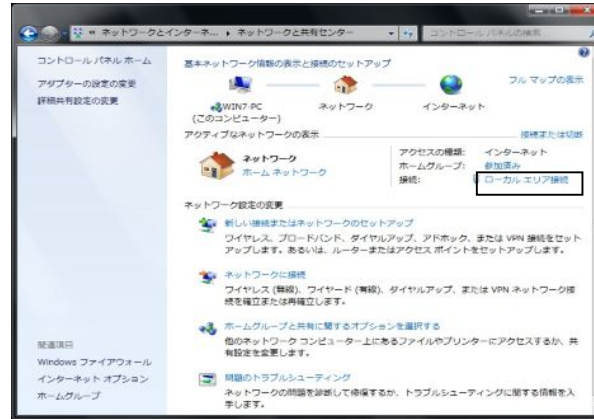 ネットワークとインターネ... ▸ ネットワークと共有センター
コントロール パネルの検索
コントロール パネル ホーム
アダプターの設定の変更
詳細共有設定の変更
基本ネットワーク情報の表示と接続のセットアップ
フル マップの表示
WIN7-PC
(このコンピューター)
ネットワーク
インターネット
アクティブなネットワークの表示
接続または切断
ネットワーク
ホーム ネットワーク
アクセスの種類: インターネット
ホームグループ: 参加済み
接続: ローカル エリア接続
ネットワーク設定の変更
新しい接続またはネットワークのセットアップ
ワイヤレス、ブロードバンド、ダイヤルアップ、アドホック、または VPN 接続をセット
アップします。あるいは、ルーターまたはアクセス ポイントをセットアップします。
ネットワークに接続
ワイヤレス (無線)、ワイヤード (有線)、ダイヤルアップ、または VPN ネットワーク接
続を確立または再確立します。
ホームグループと共有に関するオプションを選択する
他のネットワーク コンピューター上にあるファイルやプリンターにアクセスするか、共
有設定を変更します。
問題のトラブルシューティング
ネットワークの問題を診断して修復するか、トラブルシューティングに関する情報を入
手します。
関連項目
Windows ファイアウォール
インターネット オプション
ホームグループ